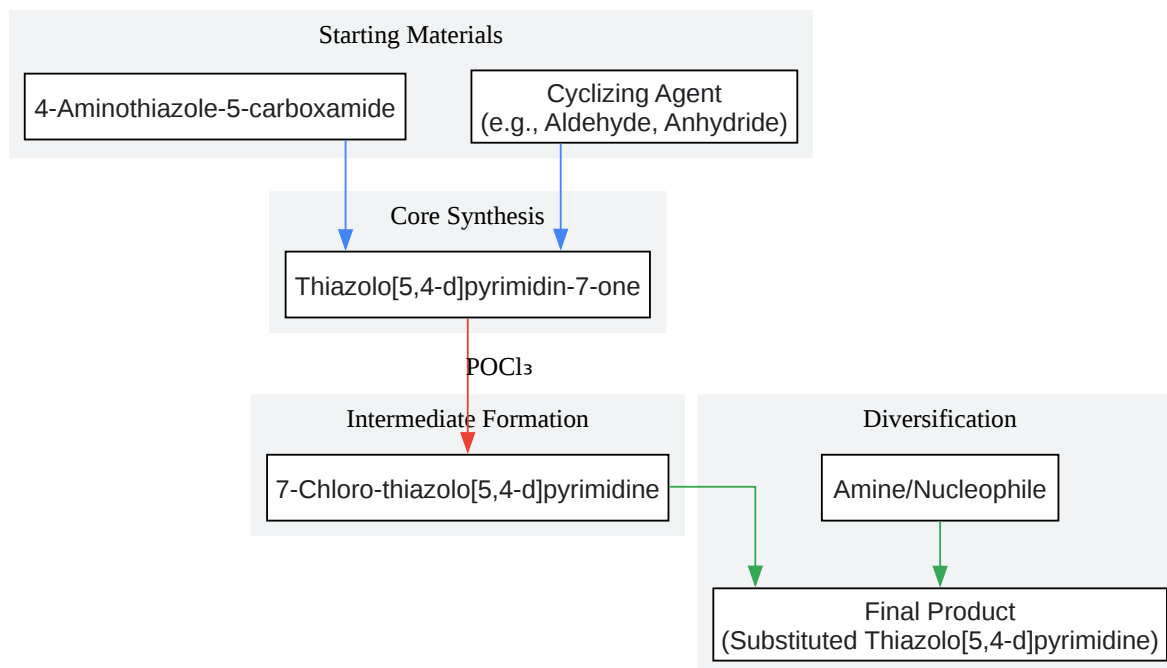 Starting Materials
4-Aminothiazole-5-carboxamide
Cyclizing Agent
(e.g., Aldehyde, Anhydride)
Core Synthesis
Thiazolo[5,4-d]pyrimidin-7-one
POCl₃
Intermediate Formation
7-Chloro-thiazolo[5,4-d]pyrimidine
Diversification
Amine/Nucleophile
Final Product
(Substituted Thiazolo[5,4-d]pyrimidine)